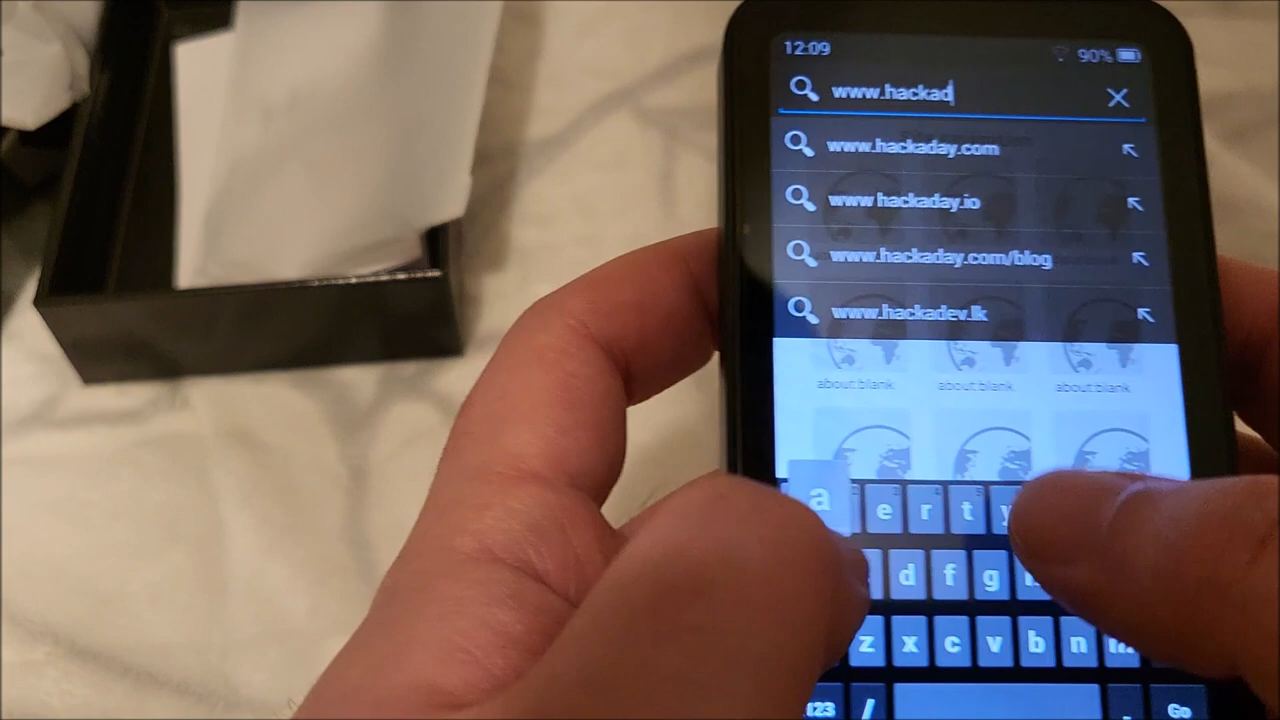 12:09 90%
www.hackad
www.hackaday.com
www.hackaday.io
www.hackaday.com/blog
www.hackadev.lk
about:blank about:blank about:blank
a e r t y
d f g
z x c v b n m
123 / . Go